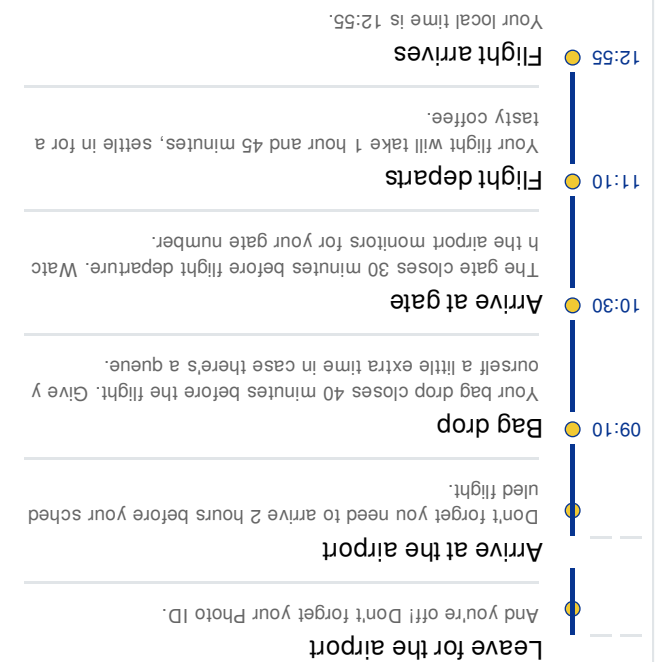 Leave for the airport
And you're off! Don't forget your Photo ID.
Arrive at the airport
Don't forget you need to arrive 2 hours before your sched
uled flight.
09:10 Bag drop
Your bag drop closes 40 minutes before the flight. Give y
ourself a little extra time in case there's a queue.
10:30 Arrive at gate
The gate closes 30 minutes before flight departure. Watc
h the airport monitors for your gate number.
11:10 Flight departs
Your flight will take 1 hour and 45 minutes, settle in for a
tasty coffee.
12:55 Flight arrives
Your local time is 12:55.